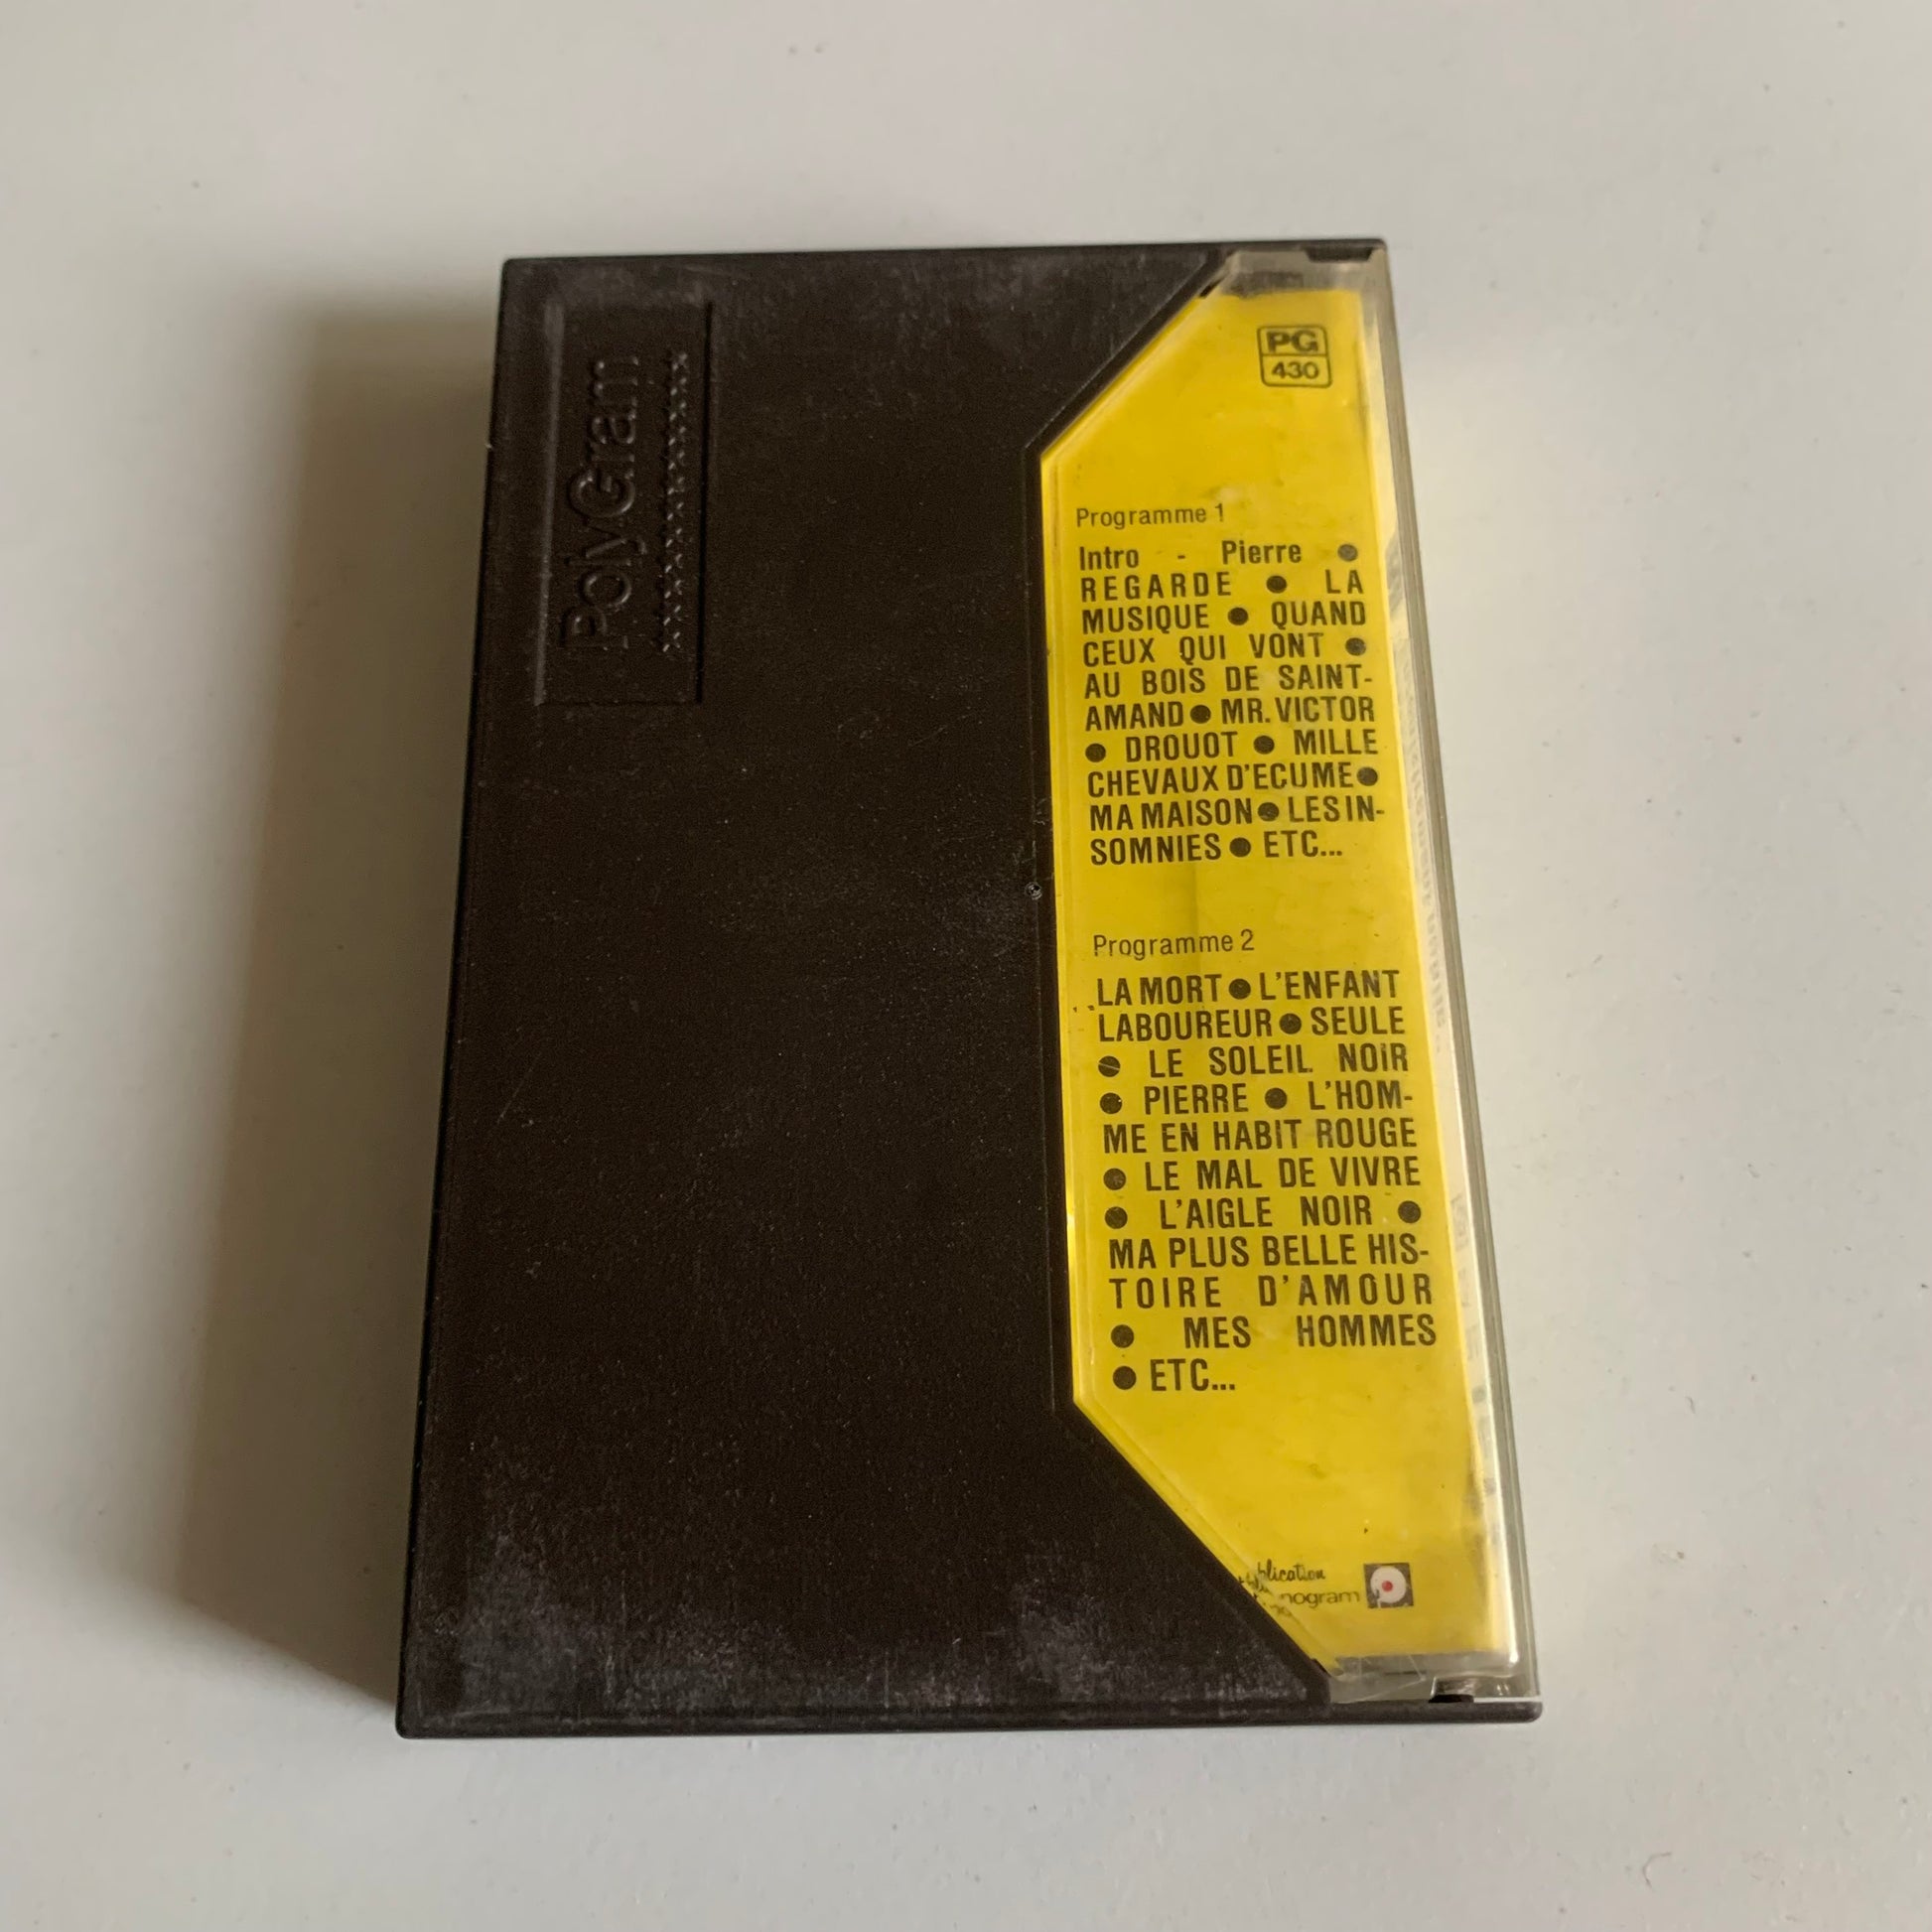 PolyGram
PG
430
Programme 1
Intro - Pierre ●
REGARDE ● LA
MUSIQUE ● QUAND
CEUX QUI VONT ●
AU BOIS DE SAINT-
AMAND ● MR. VICTOR
● DROUOT ● MILLE
CHEVAUX D'ECUME ●
MA MAISON ● LES IN-
SOMNIES ● ETC...
Programme 2
LA MORT ● L'ENFANT
LABOUREUR ● SEULE
● LE SOLEIL NOIR
● PIERRE ● L'HOM-
ME EN HABIT ROUGE
● LE MAL DE VIVRE
● L'AIGLE NOIR ●
MA PLUS BELLE HIS-
TOIRE D'AMOUR
● MES HOMMES
● ETC...
blication
nogram